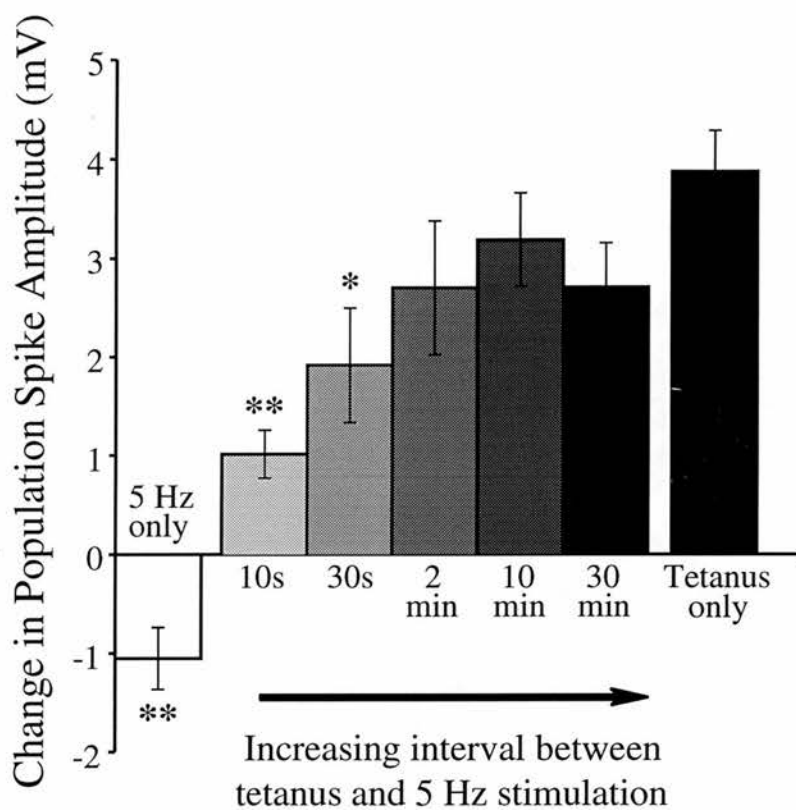 Change in Population Spike Amplitude (mV)
5
4
3
2
1
0
-1
-2
5 Hz
only
**
**
*
10s
30s
2
min
10
min
30
min
Tetanus
only
Increasing interval between
tetanus and 5 Hz stimulation